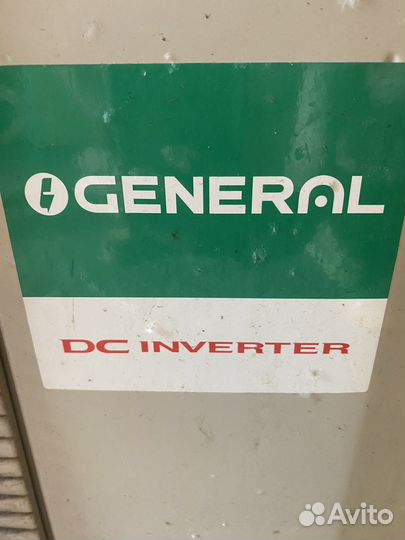 GENERAL
DC INVERTER
Avito